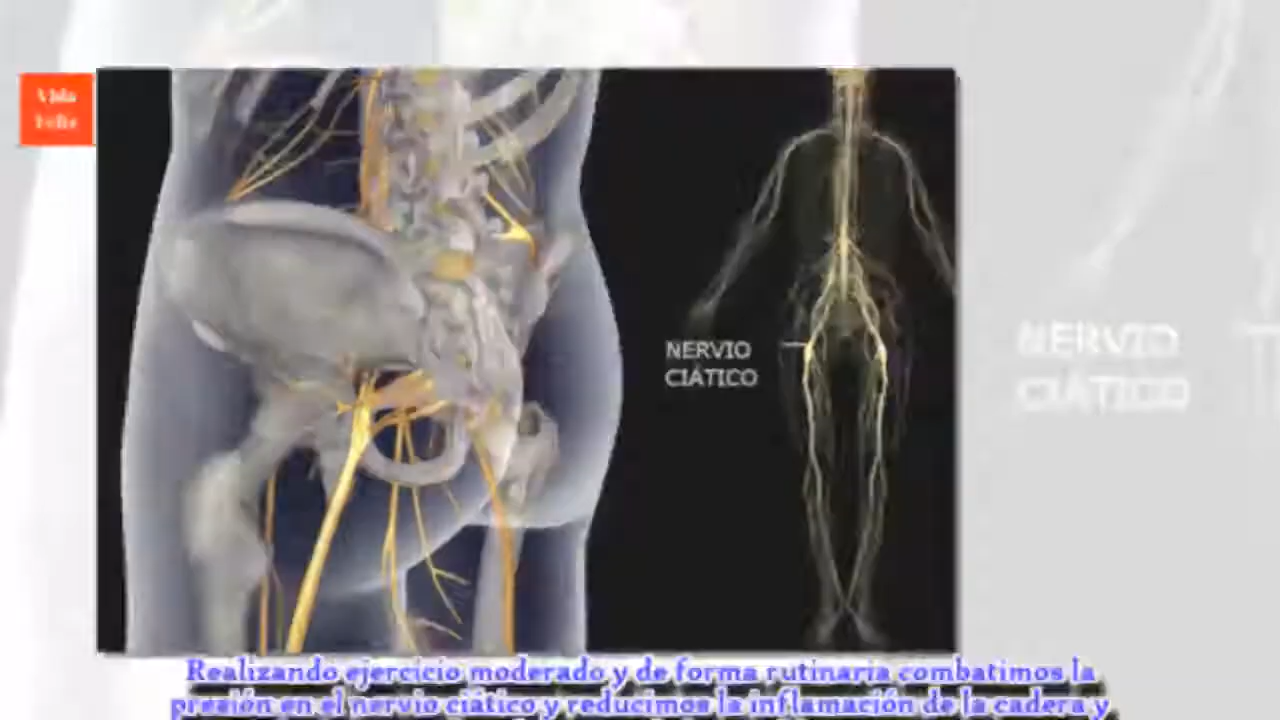 Vida
Feliz
NERVIO
CIÁTICO
NERVIO
CIÁTICO
Realizando ejercicio moderado y de forma rutinaria combatimos la
presión en el nervio ciático y reducimos la inflamación de la cadera y